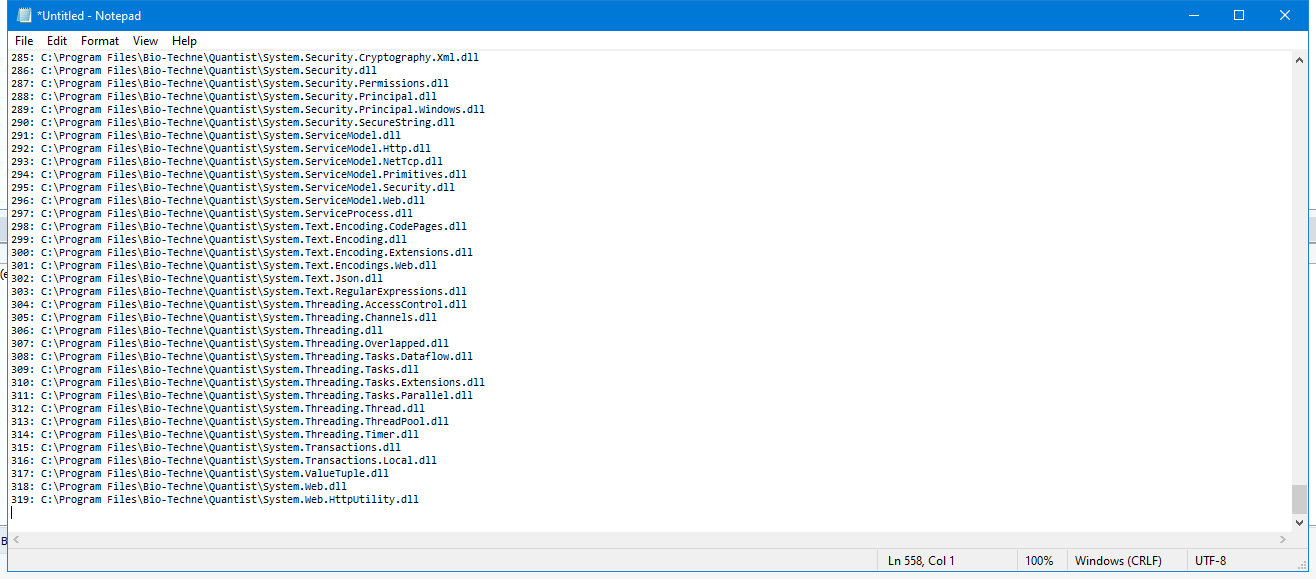 *Untitled - Notepad
File Edit Format View Help
285: C:\Program Files\Bio-Techne\Quantist\System.Security.Cryptography.Xml.dll
286: C:\Program Files\Bio-Techne\Quantist\System.Security.dll
287: C:\Program Files\Bio-Techne\Quantist\System.Security.Permissions.dll
288: C:\Program Files\Bio-Techne\Quantist\System.Security.Principal.dll
289: C:\Program Files\Bio-Techne\Quantist\System.Security.Principal.Windows.dll
290: C:\Program Files\Bio-Techne\Quantist\System.Security.SecureString.dll
291: C:\Program Files\Bio-Techne\Quantist\System.ServiceModel.dll
292: C:\Program Files\Bio-Techne\Quantist\System.ServiceModel.Http.dll
293: C:\Program Files\Bio-Techne\Quantist\System.ServiceModel.NetTcp.dll
294: C:\Program Files\Bio-Techne\Quantist\System.ServiceModel.Primitives.dll
295: C:\Program Files\Bio-Techne\Quantist\System.ServiceModel.Security.dll
296: C:\Program Files\Bio-Techne\Quantist\System.ServiceModel.Web.dll
297: C:\Program Files\Bio-Techne\Quantist\System.ServiceProcess.dll
298: C:\Program Files\Bio-Techne\Quantist\System.Text.Encoding.CodePages.dll
299: C:\Program Files\Bio-Techne\Quantist\System.Text.Encoding.dll
300: C:\Program Files\Bio-Techne\Quantist\System.Text.Encoding.Extensions.dll
301: C:\Program Files\Bio-Techne\Quantist\System.Text.Encodings.Web.dll
302: C:\Program Files\Bio-Techne\Quantist\System.Text.Json.dll
303: C:\Program Files\Bio-Techne\Quantist\System.Text.RegularExpressions.dll
304: C:\Program Files\Bio-Techne\Quantist\System.Threading.AccessControl.dll
305: C:\Program Files\Bio-Techne\Quantist\System.Threading.Channels.dll
306: C:\Program Files\Bio-Techne\Quantist\System.Threading.dll
307: C:\Program Files\Bio-Techne\Quantist\System.Threading.Overlapped.dll
308: C:\Program Files\Bio-Techne\Quantist\System.Threading.Tasks.Dataflow.dll
309: C:\Program Files\Bio-Techne\Quantist\System.Threading.Tasks.dll
310: C:\Program Files\Bio-Techne\Quantist\System.Threading.Tasks.Extensions.dll
311: C:\Program Files\Bio-Techne\Quantist\System.Threading.Tasks.Parallel.dll
312: C:\Program Files\Bio-Techne\Quantist\System.Threading.Thread.dll
313: C:\Program Files\Bio-Techne\Quantist\System.Threading.ThreadPool.dll
314: C:\Program Files\Bio-Techne\Quantist\System.Threading.Timer.dll
315: C:\Program Files\Bio-Techne\Quantist\System.Transactions.dll
316: C:\Program Files\Bio-Techne\Quantist\System.Transactions.Local.dll
317: C:\Program Files\Bio-Techne\Quantist\System.ValueTuple.dll
318: C:\Program Files\Bio-Techne\Quantist\System.Web.dll
319: C:\Program Files\Bio-Techne\Quantist\System.Web.HttpUtility.dll
Ln 558, Col 1 100% Windows (CRLF) UTF-8